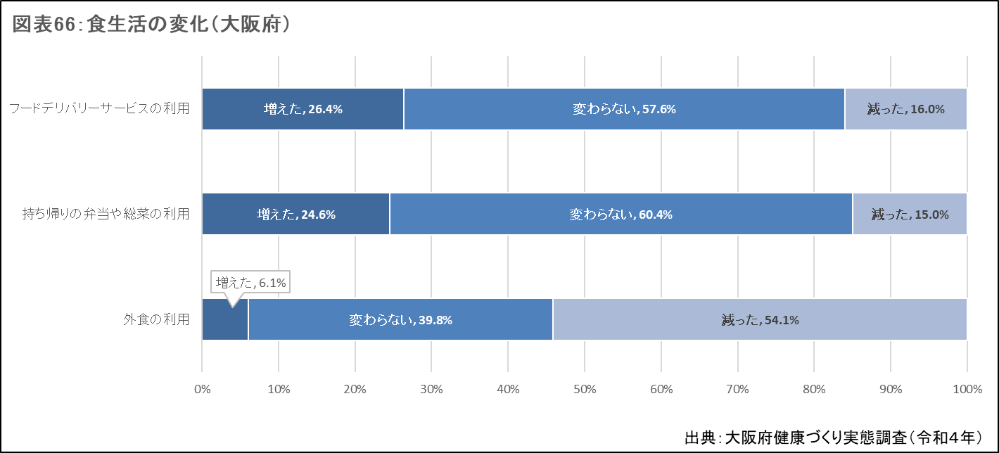 図表66：食生活の変化（大阪府）
フードデリバリーサービスの利用
増えた, 26.4%
変わらない, 57.6%
減った, 16.0%
持ち帰りの弁当や総菜の利用
増えた, 24.6%
変わらない, 60.4%
減った, 15.0%
増えた, 6.1%
外食の利用
変わらない, 39.8%
減った, 54.1%
0% 10% 20% 30% 40% 50% 60% 70% 80% 90% 100%
出典：大阪府健康づくり実態調査（令和４年）